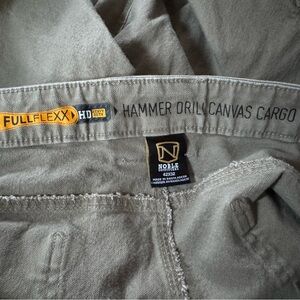 FULLFLEXX HD HAMMER DRILL CANVAS CARGO
N
NOBLE
42X32